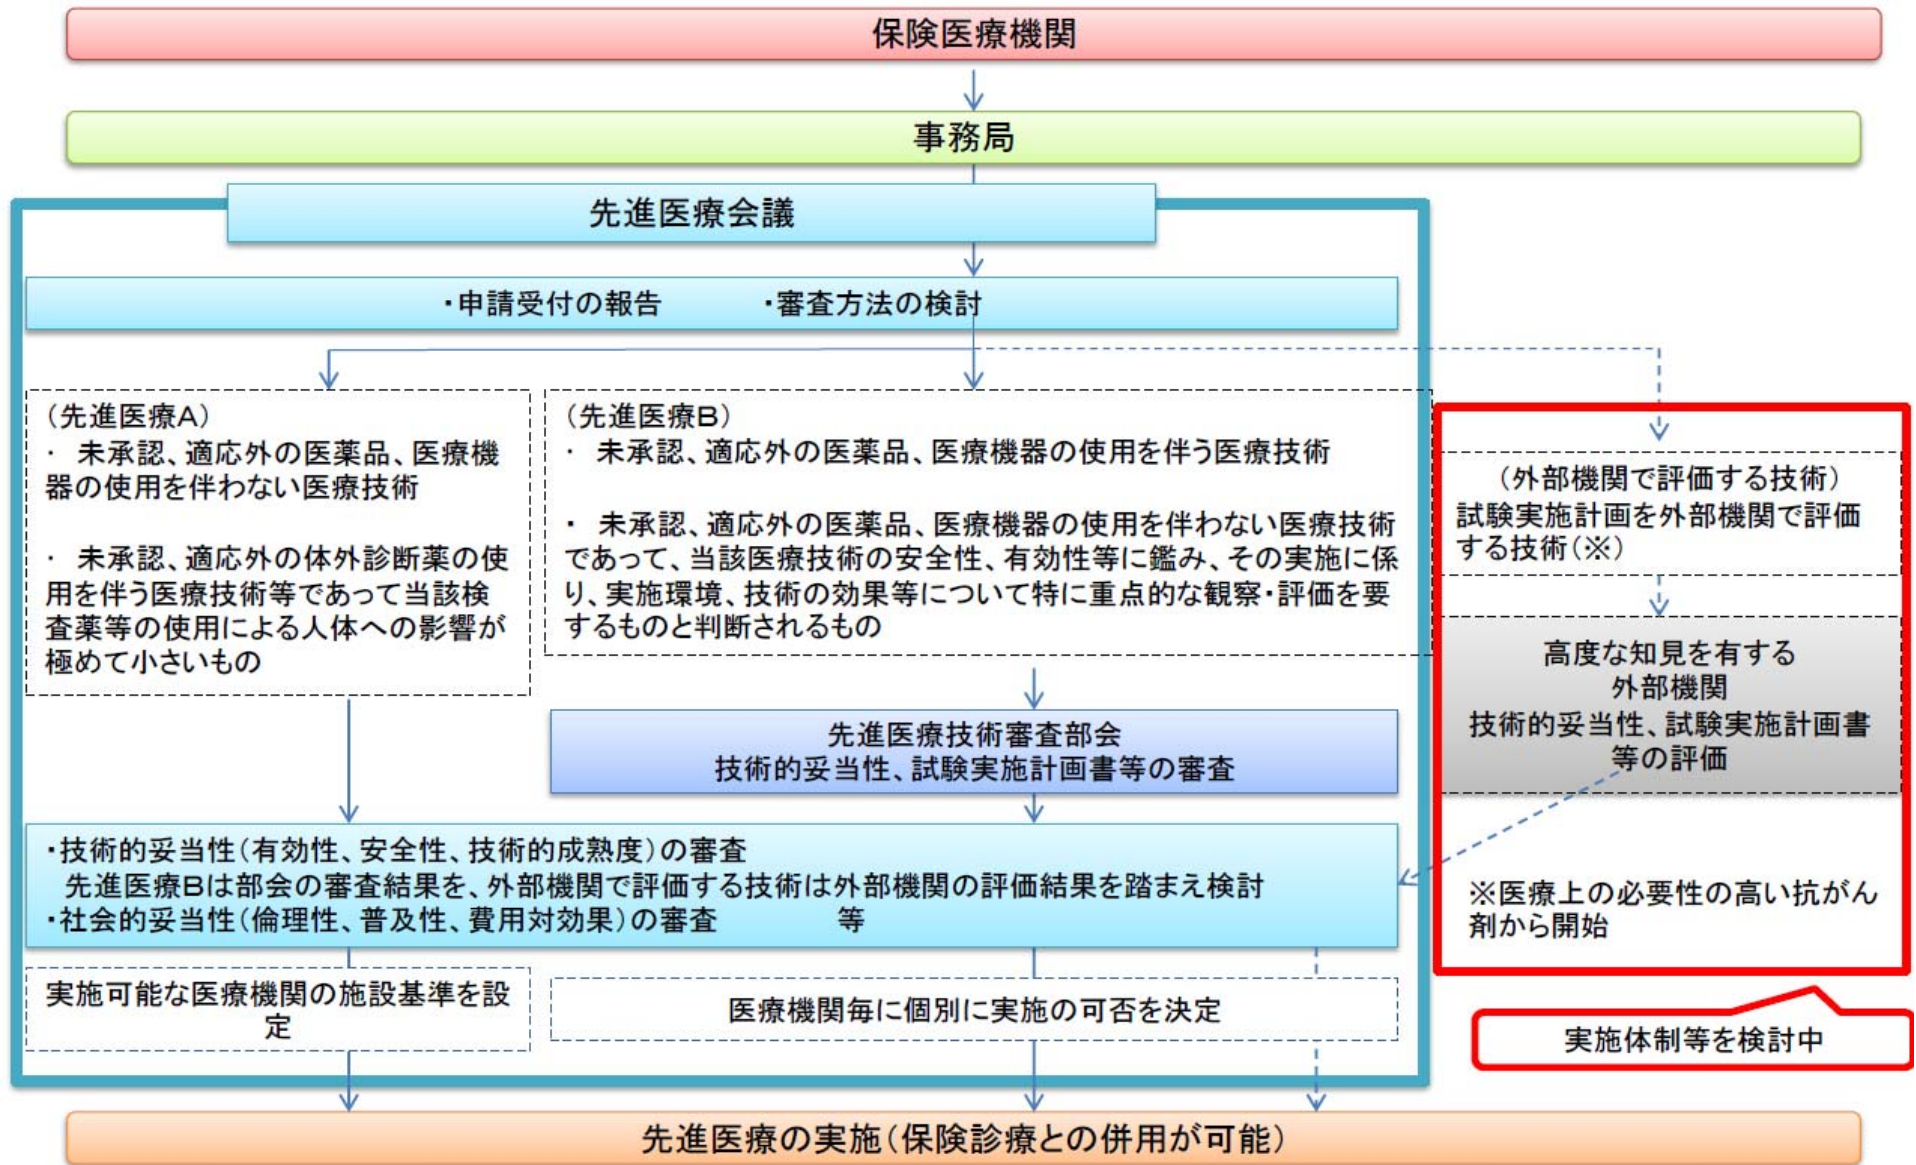 保険医療機関
事務局
先進医療会議
・申請受付の報告　　　・審査方法の検討
（先進医療A）
・ 未承認、適応外の医薬品、医療機
器の使用を伴わない医療技術
・ 未承認、適応外の体外診断薬の使
用を伴う医療技術等であって当該検
査薬等の使用による人体への影響が
極めて小さいもの
（先進医療B）
・ 未承認、適応外の医薬品、医療機器の使用を伴う医療技術
・ 未承認、適応外の医薬品、医療機器の使用を伴わない医療技術
であって、当該医療技術の安全性、有効性等に鑑み、その実施に係
り、実施環境、技術の効果等について特に重点的な観察・評価を要
するものと判断されるもの
（外部機関で評価する技術）
試験実施計画を外部機関で評価
する技術（※）
高度な知見を有する
外部機関
技術的妥当性、試験実施計画書
等の評価
※医療上の必要性の高い抗がん
剤から開始
実施体制等を検討中
先進医療技術審査部会
技術的妥当性、試験実施計画書等の審査
・技術的妥当性（有効性、安全性、技術的成熟度）の審査
先進医療Bは部会の審査結果を、外部機関で評価する技術は外部機関の評価結果を踏まえ検討
・社会的妥当性（倫理性、普及性、費用対効果）の審査　　　等
実施可能な医療機関の施設基準を設
定
医療機関毎に個別に実施の可否を決定
先進医療の実施（保険診療との併用が可能）